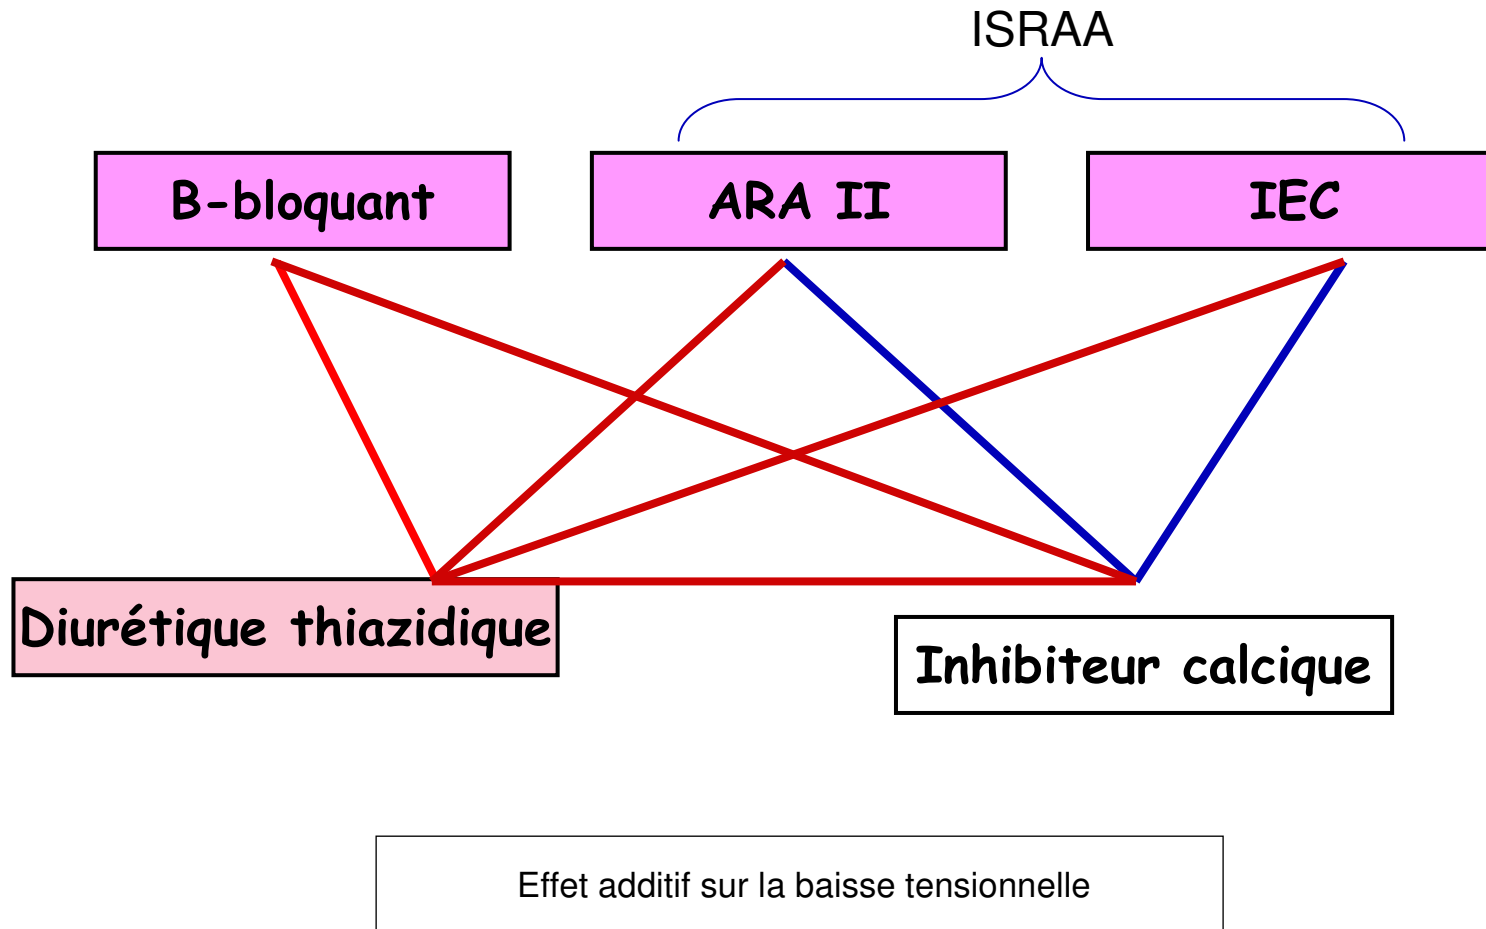 ISRAA
B-bloquant
ARA II
IEC
Diurétique thiazidique
Inhibiteur calcique
Effet additif sur la baisse tensionnelle